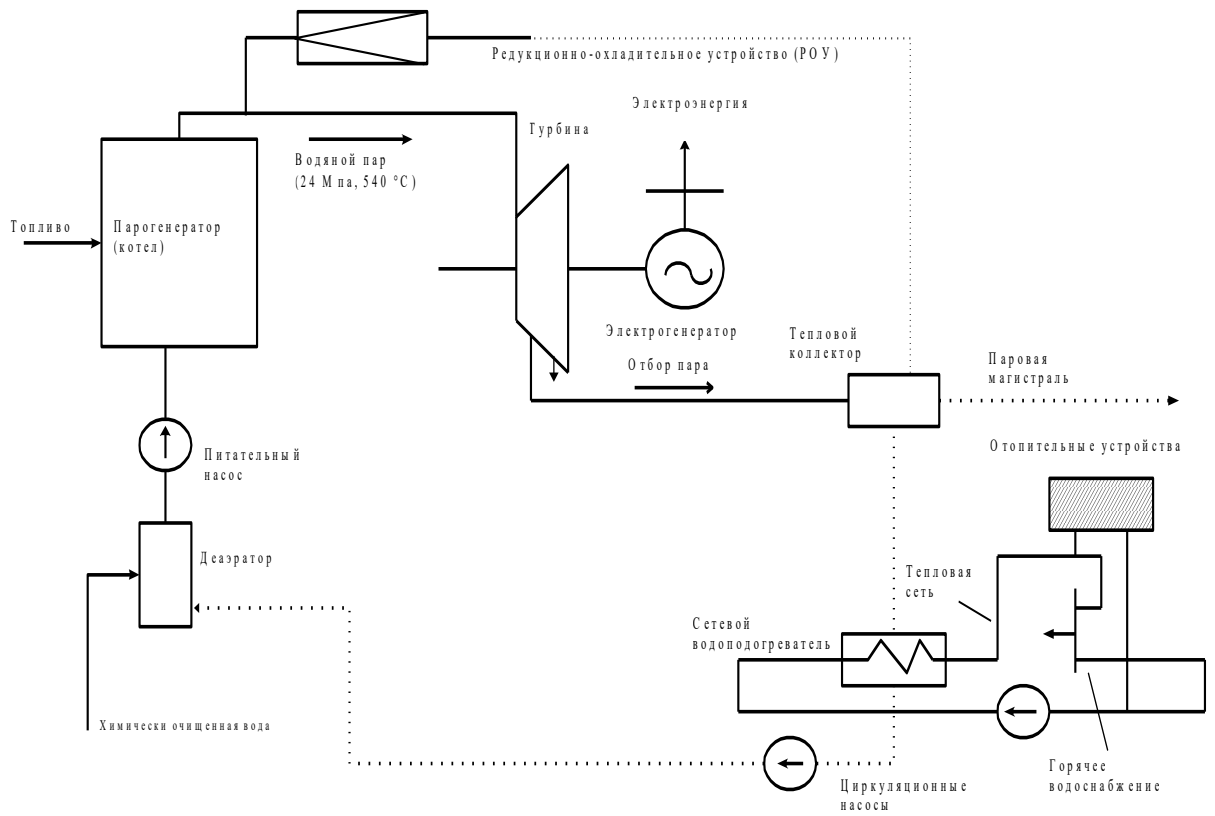 Редукционно-охладительное устройство (РОУ)
Электроэнергия
Гурбина
Водяной пар
(24 Мпа, 540 °С)
Топливо
Парогенератор
(котел)
Электрогенератор
Тепловой
коллектор
Отбор пара
Паровая
магистраль
Отопительные устройства
Питательный
насос
Деаэратор
Тепловая
сеть
Сетевой
водоподогреватель
Химически очищенная вода
Горячее
водоснабжение
Циркуляционные
насосы